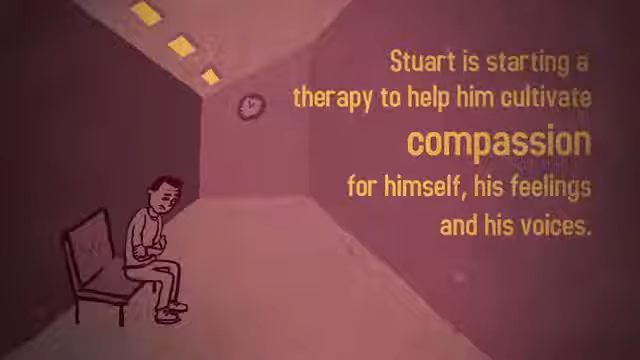 Stuart is starting a
therapy to help him cultivate
compassion
for himself, his feelings
and his voices.